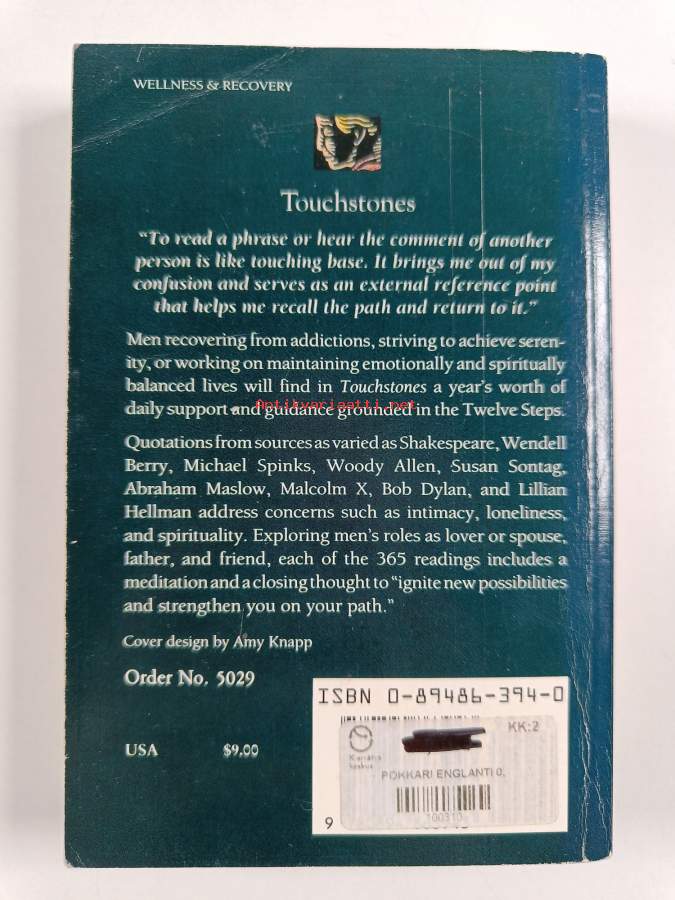 WELLNESS & RECOVERY
Touchstones
“To read a phrase or hear the comment of another
person is like touching base. It brings me out of my
confusion and serves as an external reference point
that helps me recall the path and return to it.”
Men recovering from addictions, striving to achieve seren-
ity, or working on maintaining emotionally and spiritually
balanced lives will find in Touchstones a year’s worth of
daily support and guidance grounded in the Twelve Steps.
Antikvariaatti.net
Quotations from sources as varied as Shakespeare, Wendell
Berry, Michael Spinks, Woody Allen, Susan Sontag,
Abraham Maslow, Malcolm X, Bob Dylan, and Lillian
Hellman address concerns such as intimacy, loneliness,
and spirituality. Exploring men’s roles as lover or spouse,
father, and friend, each of the 365 readings includes a
meditation and a closing thought to “ignite new possibilities
and strengthen you on your path.”
Cover design by Amy Knapp
Order No. 5029
ISBN 0-89486-394-0
USA $9.00
KK:2
POKKARI ENGLANTI 0,
100310
9